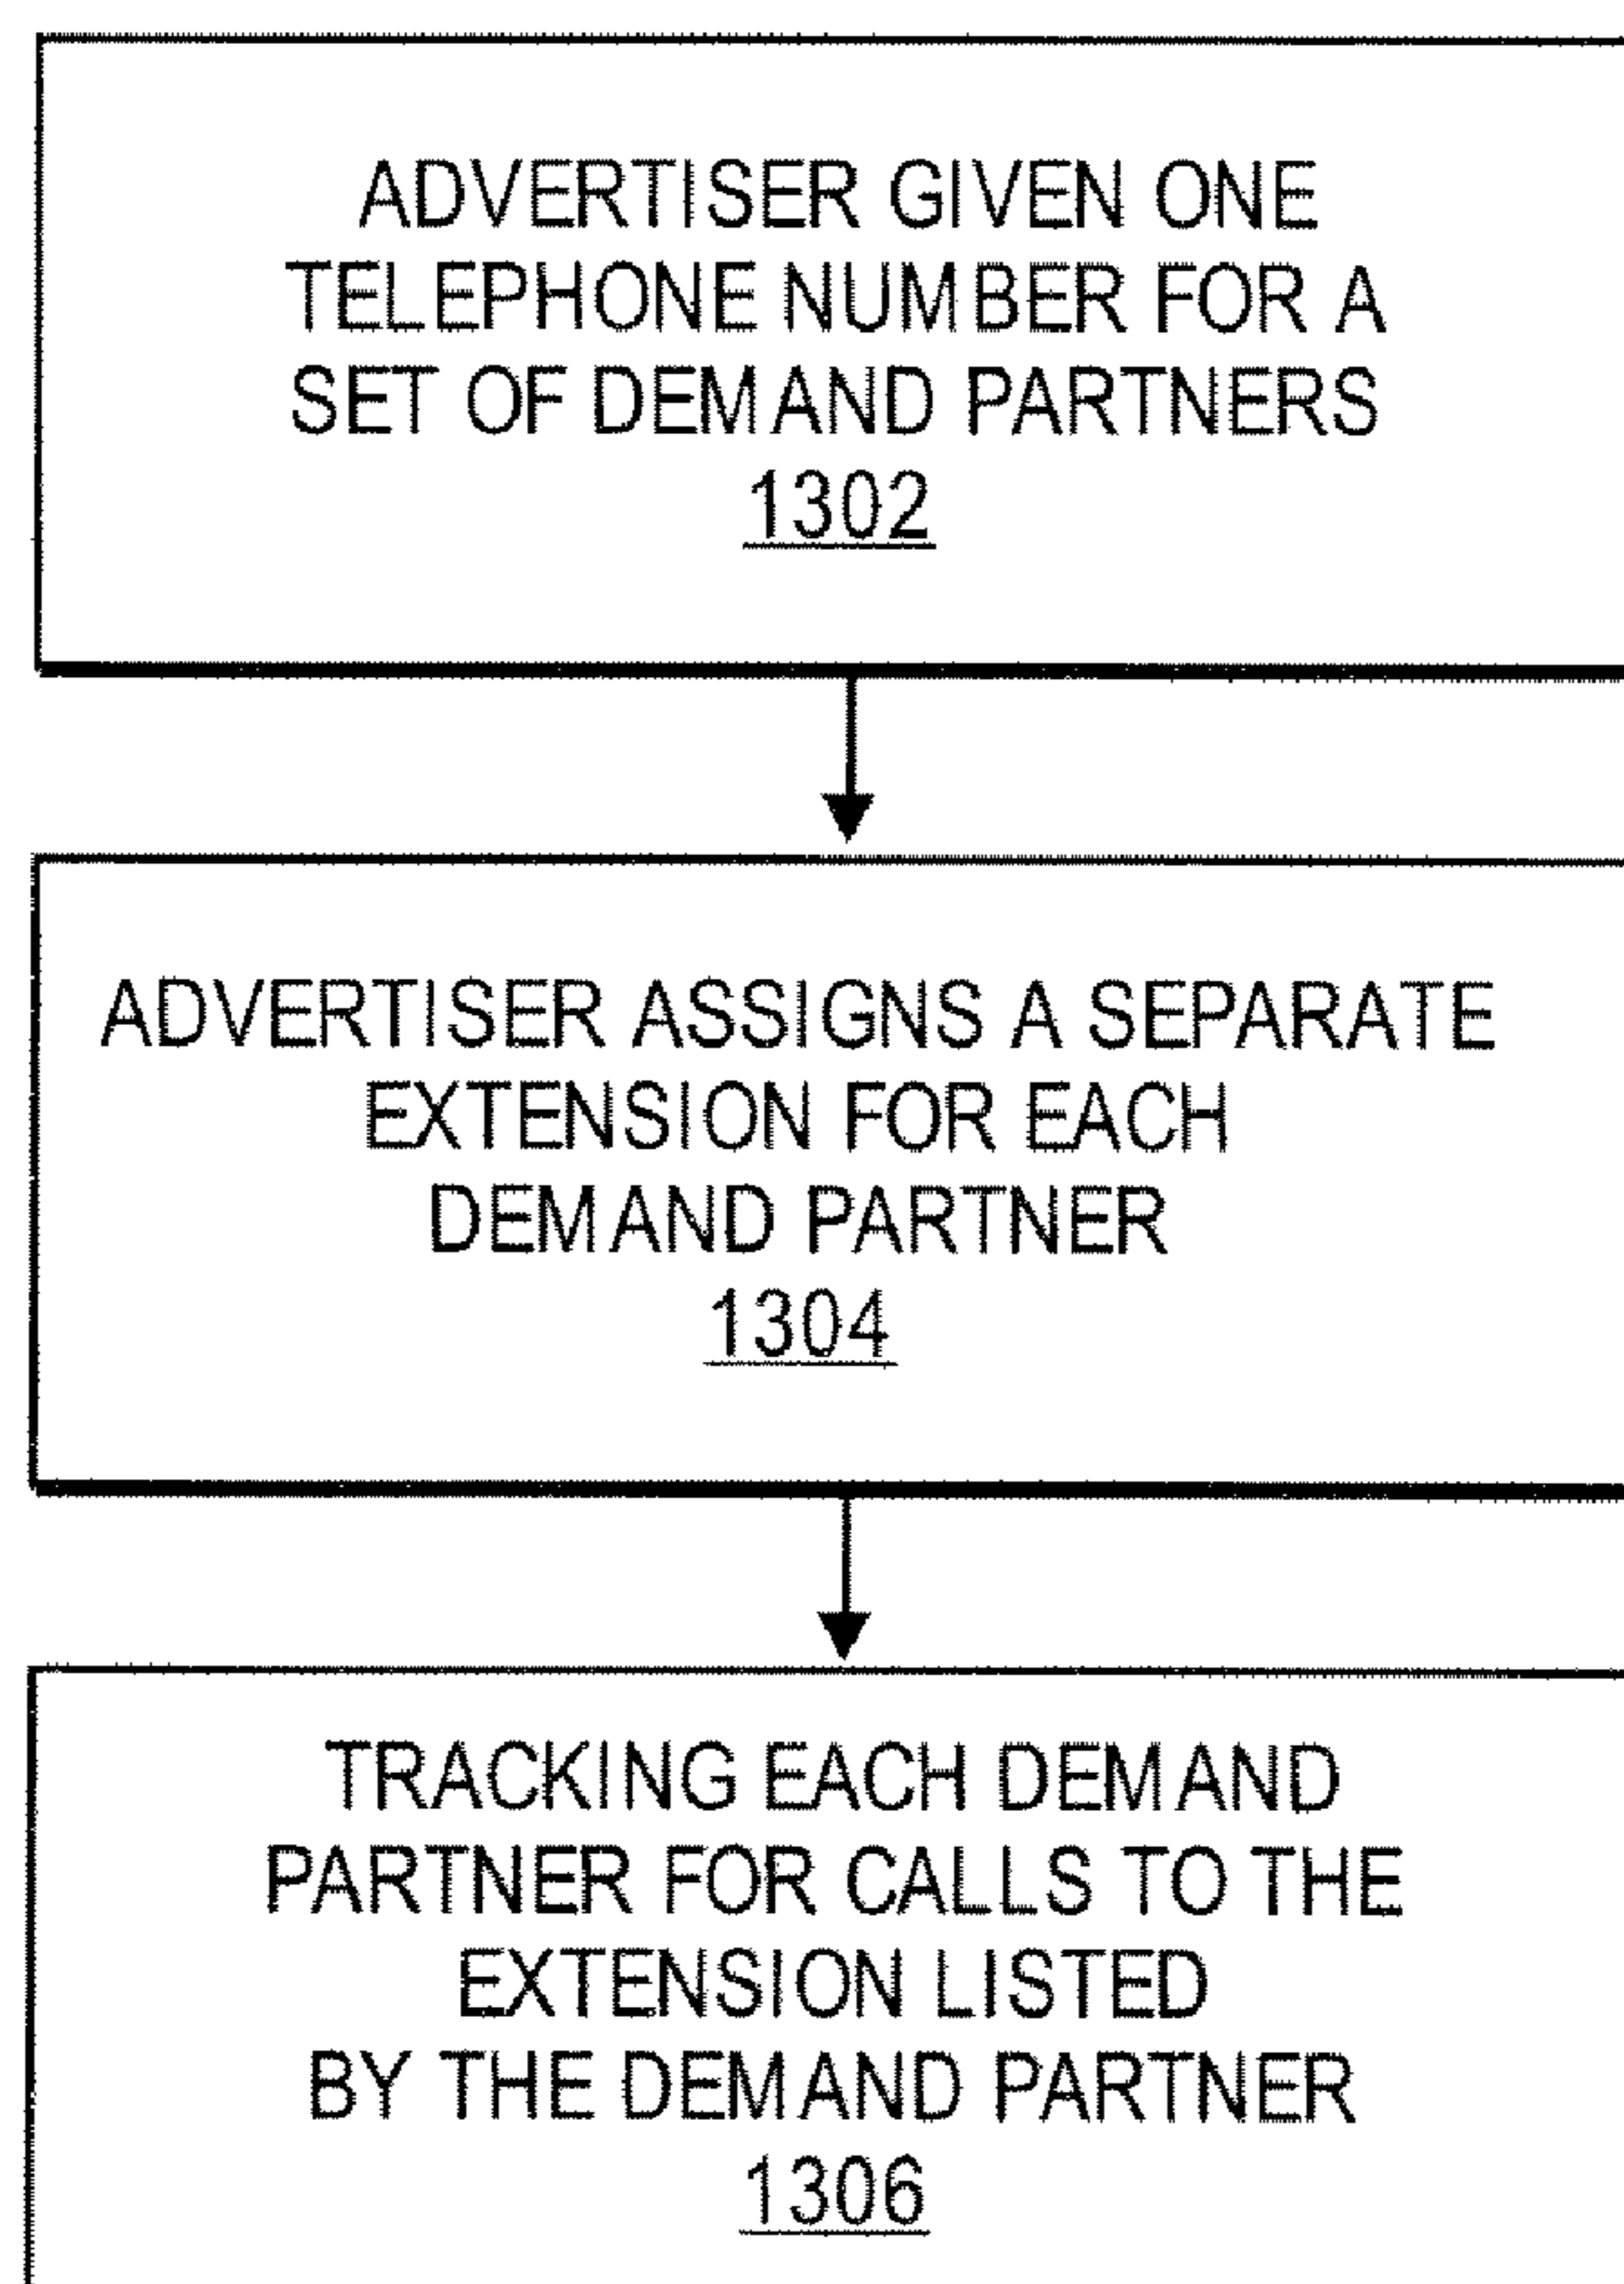 ADVERTISER GIVEN ONE
TELEPHONE NUMBER FOR A
SET OF DEMAND PARTNERS
1302
ADVERTISER ASSIGNS A SEPARATE
EXTENSION FOR EACH
DEMAND PARTNER
1304
TRACKING EACH DEMAND
PARTNER FOR CALLS TO THE
EXTENSION LISTED
BY THE DEMAND PARTNER
1306